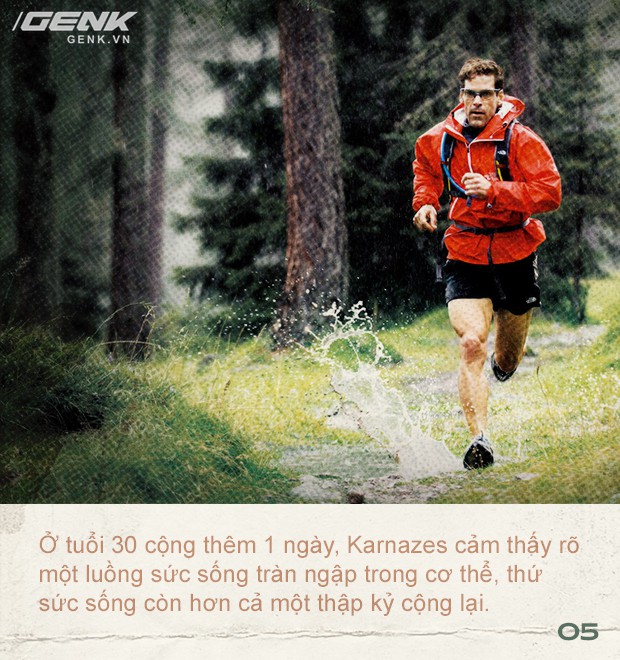 GENK
GENK.VN
Ở tuổi 30 cộng thêm 1 ngày, Karnazes cảm thấy rõ
một luồng sức sống tràn ngập trong cơ thể, thứ
sức sống còn hơn cả một thập kỷ cộng lại.
05